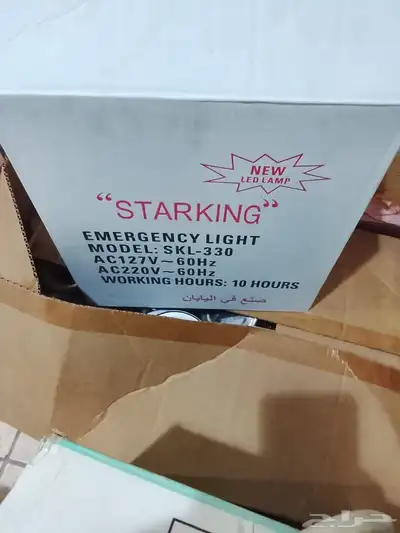 NEW
LED LAMP
“STARKING”
EMERGENCY LIGHT
MODEL: SKL-330
AC127V~60Hz
AC220V~60Hz
WORKING HOURS: 10 HOURS
صنع في اليابان
حراج